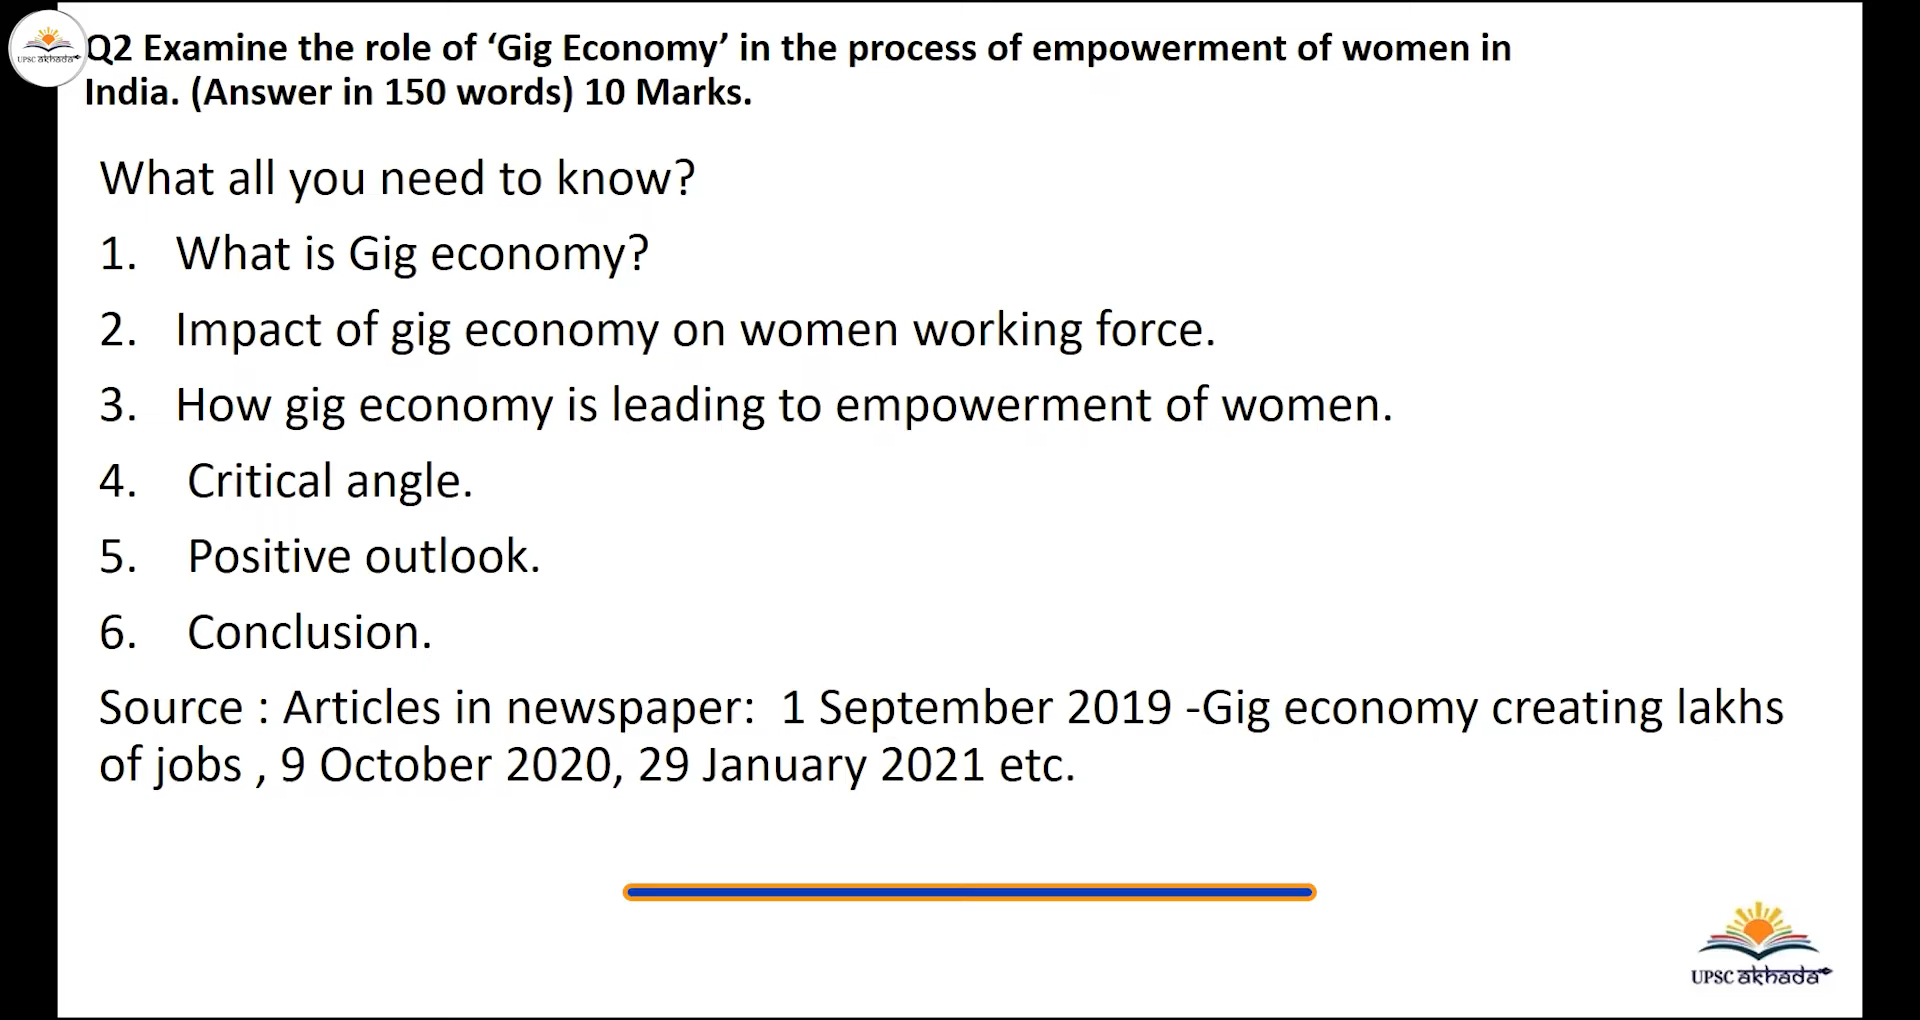 UPSC akhada
Q2 Examine the role of ‘Gig Economy’ in the process of empowerment of women in
India. (Answer in 150 words) 10 Marks.
What all you need to know?
1. What is Gig economy?
2. Impact of gig economy on women working force.
3. How gig economy is leading to empowerment of women.
4. Critical angle.
5. Positive outlook.
6. Conclusion.
Source : Articles in newspaper: 1 September 2019 -Gig economy creating lakhs
of jobs , 9 October 2020, 29 January 2021 etc.
UPSC akhada